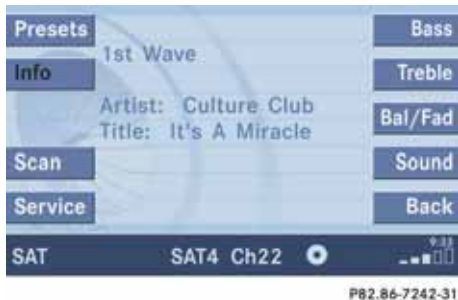 Presets
Bass
1st Wave
Info
Treble
Artist: Culture Club
Bal/Fad
Title: It's A Miracle
Scan
Sound
Service
Back
SAT
SAT4 Ch22
P82.86-7242-31